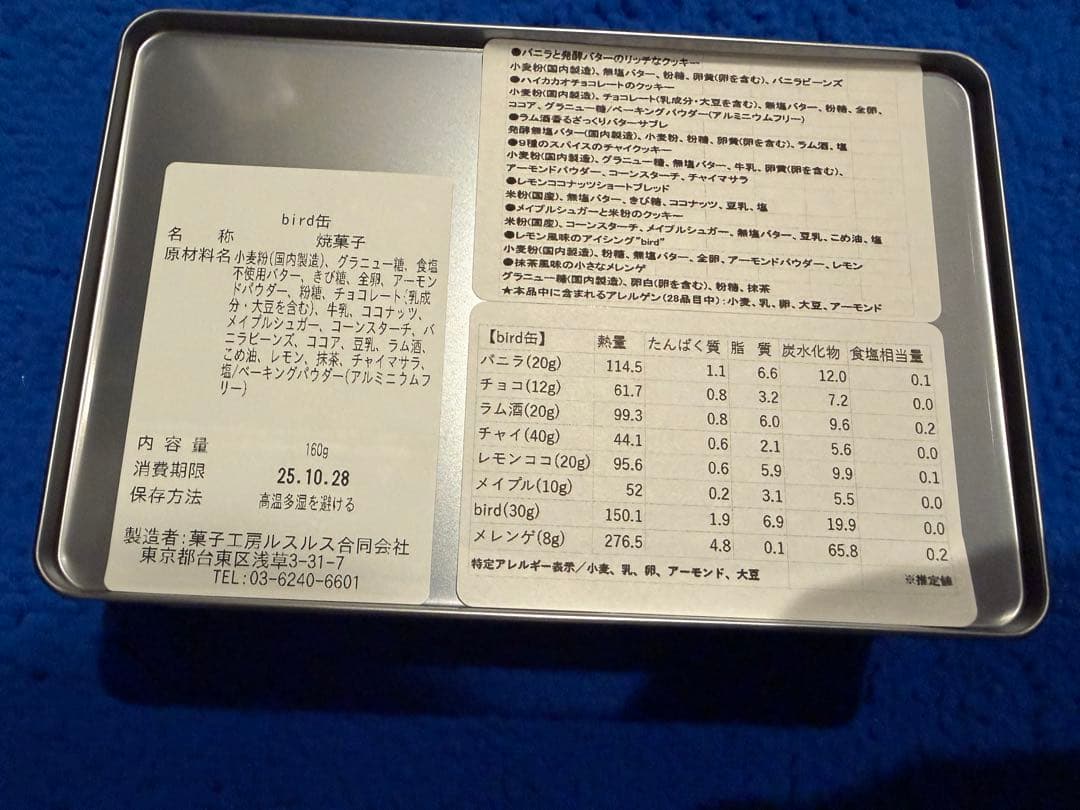 bird缶
名 称 焼菓子
原材料名 小麦粉(国内製造)、グラニュー糖、食塩
不使用バター、きび糖、全卵、アーモン
ドパウダー、粉糖、チョコレート(乳成
分・大豆を含む)、牛乳、ココナッツ、
メイプルシュガー、コーンスターチ、バ
ニラビーンズ、ココア、豆乳、ラム酒、
こめ油、レモン、抹茶、チャイマサラ、
塩/ベーキングパウダー(アルミニウムフ
リー)
内 容 量 160g
消費期限 25.10.28
保存方法 高温多湿を避ける
製造者:菓子工房ルスルス合同会社
東京都台東区浅草3-31-7
TEL:03-6240-6601
●バニラと発酵バターのリッチなクッキー
小麦粉(国内製造)、無塩バター、粉糖、卵黄(卵を含む)、バニラビーンズ
●ハイカカオチョコレートのクッキー
小麦粉(国内製造)、チョコレート(乳成分・大豆を含む)、無塩バター、粉糖、全卵、
ココア、グラニュー糖/ベーキングパウダー(アルミニウムフリー)
●ラム酒香るざっくりバターサブレ
発酵無塩バター(国内製造)、小麦粉、粉糖、卵黄(卵を含む)、ラム酒、塩
●9種のスパイスのチャイクッキー
小麦粉(国内製造)、グラニュー糖、無塩バター、牛乳、卵黄(卵を含む)、
アーモンドパウダー、コーンスターチ、チャイマサラ
●レモンココナッツショートブレッド
米粉(国産)、無塩バター、きび糖、ココナッツ、豆乳、塩
●メイプルシュガーと米粉のクッキー
米粉(国産)、コーンスターチ、メイプルシュガー、無塩バター、豆乳、こめ油、塩
●レモン風味のアイシング"bird"
小麦粉(国内製造)、粉糖、無塩バター、全卵、アーモンドパウダー、レモン
●抹茶風味の小さなメレンゲ
グラニュー糖(国内製造)、卵白(卵を含む)、粉糖、抹茶
★本品中に含まれるアレルゲン(28品目中):小麦、乳、卵、大豆、アーモンド
【bird缶】 熱量 たんぱく質 脂 質 炭水化物 食塩相当量
バニラ(20g) 114.5 1.1 6.6 12.0 0.1
チョコ(12g) 61.7 0.8 3.2 7.2 0.0
ラム酒(20g) 99.3 0.8 6.0 9.6 0.2
チャイ(40g) 44.1 0.6 2.1 5.6 0.0
レモンココ(20g) 95.6 0.6 5.9 9.9 0.1
メイプル(10g) 52 0.2 3.1 5.5 0.0
bird(30g) 150.1 1.9 6.9 19.9 0.0
メレンゲ(8g) 276.5 4.8 0.1 65.8 0.2
特定アレルギー表示/小麦、乳、卵、アーモンド、大豆
※推定値